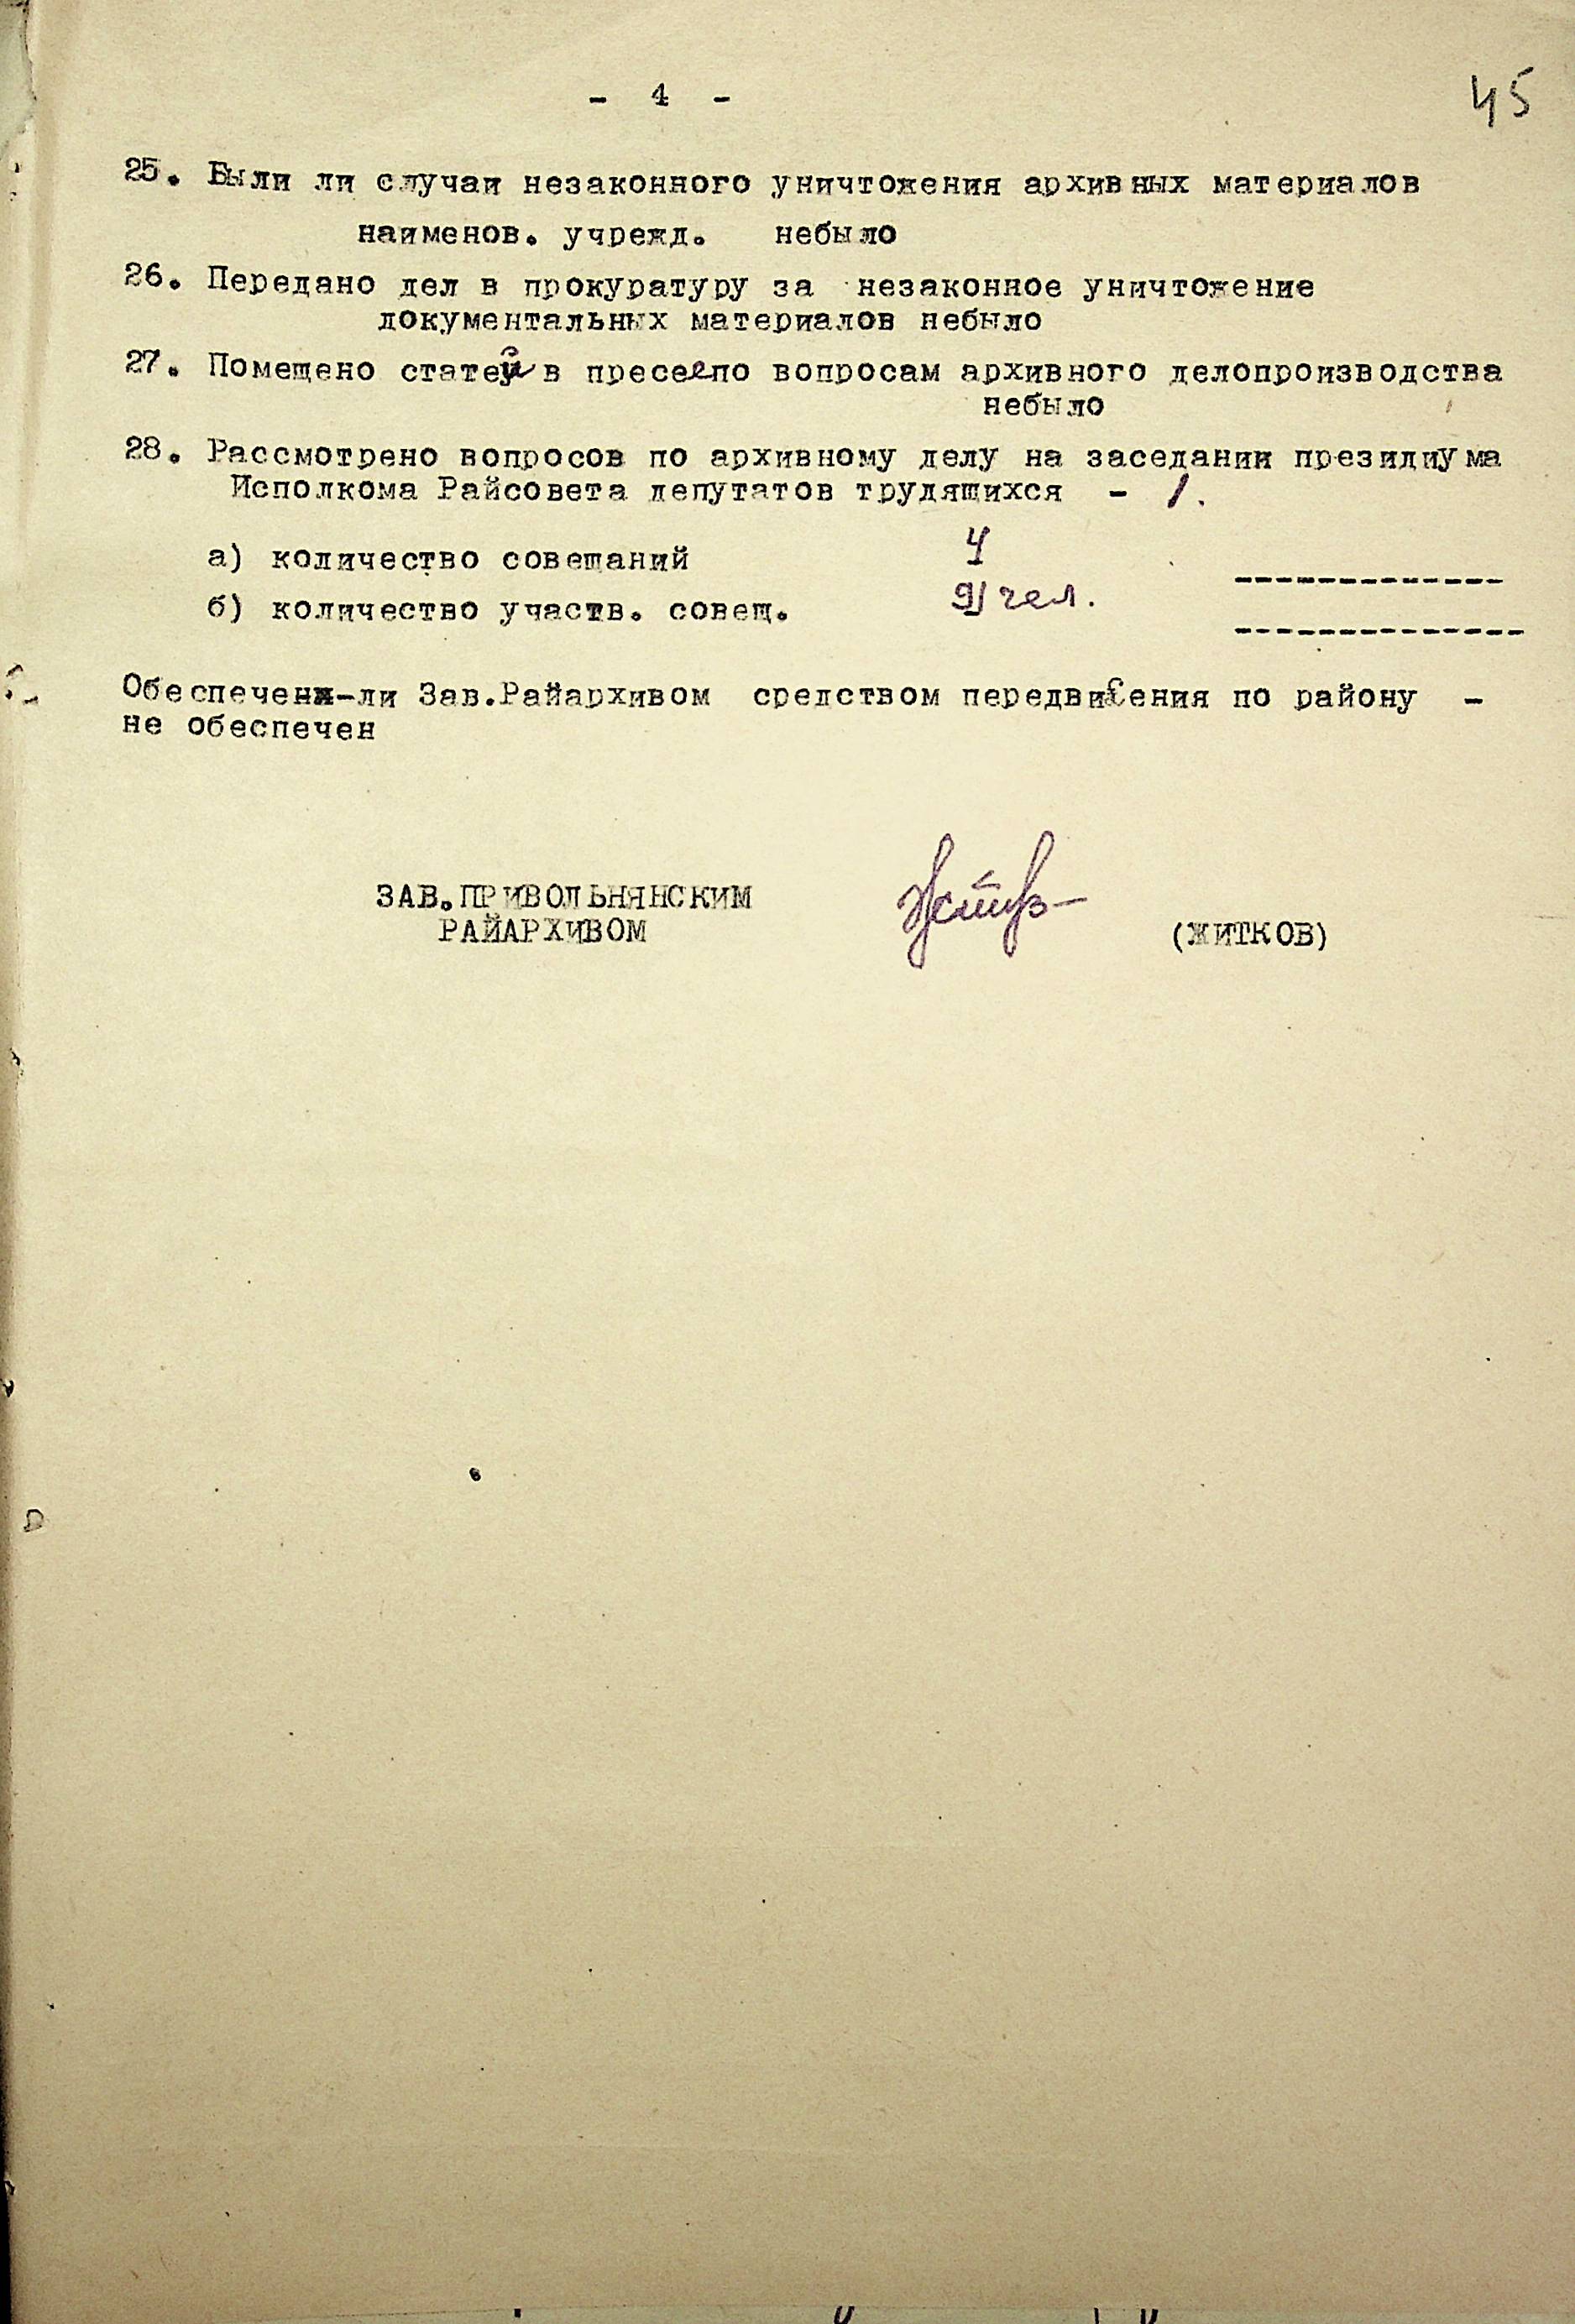 - 4 -
45
25. Были ли случаи незаконного уничтожения архивных материалов
наименов. учрежд. небыло
26. Передано дел в прокуратуру за незаконное уничтожение
документальных материалов небыло
27. Помещено статей в пресе по вопросам архивного делопроизводства
небыло
28. Рассмотрено вопросов по архивному делу на заседании президиума
Исполкома Райсовета депутатов трудящихся - 1.
а) количество совещаний 4 -------------
б) количество участв. совещ. 91 чел. --------------
Обеспечен-ли Зав.Райархивом средством передвижения по району -
не обеспечен
ЗАВ.ПРИВОЛЬНЯНСКИМ
РАЙАРХИВОМ
(ЖИТКОВ)